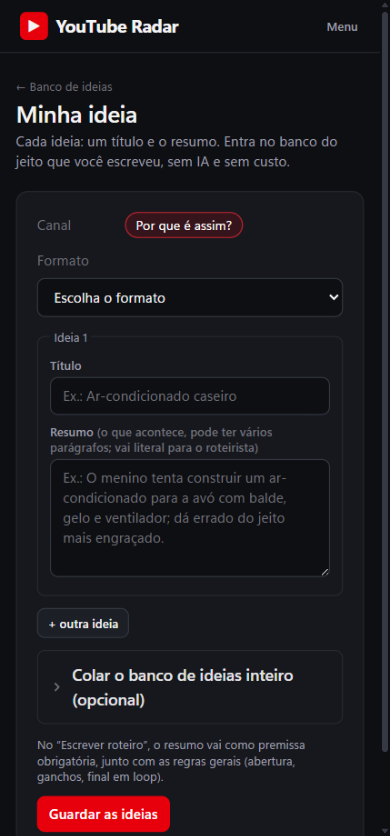 YouTube Radar
Menu
← Banco de ideias
Minha ideia
Cada ideia: um título e o resumo. Entra no banco do
jeito que você escreveu, sem IA e sem custo.
Canal
Por que é assim?
Formato
Escolha o formato
Ideia 1
Título
Ex.: Ar-condicionado caseiro
Resumo (o que acontece, pode ter vários
parágrafos; vai literal para o roteirista)
Ex.: O menino tenta construir um ar-
condicionado para a avó com balde,
gelo e ventilador; dá errado do jeito
mais engraçado.
+ outra ideia
Colar o banco de ideias inteiro
(opcional)
No “Escrever roteiro”, o resumo vai como premissa
obrigatória, junto com as regras gerais (abertura,
ganchos, final em loop).
Guardar as ideias